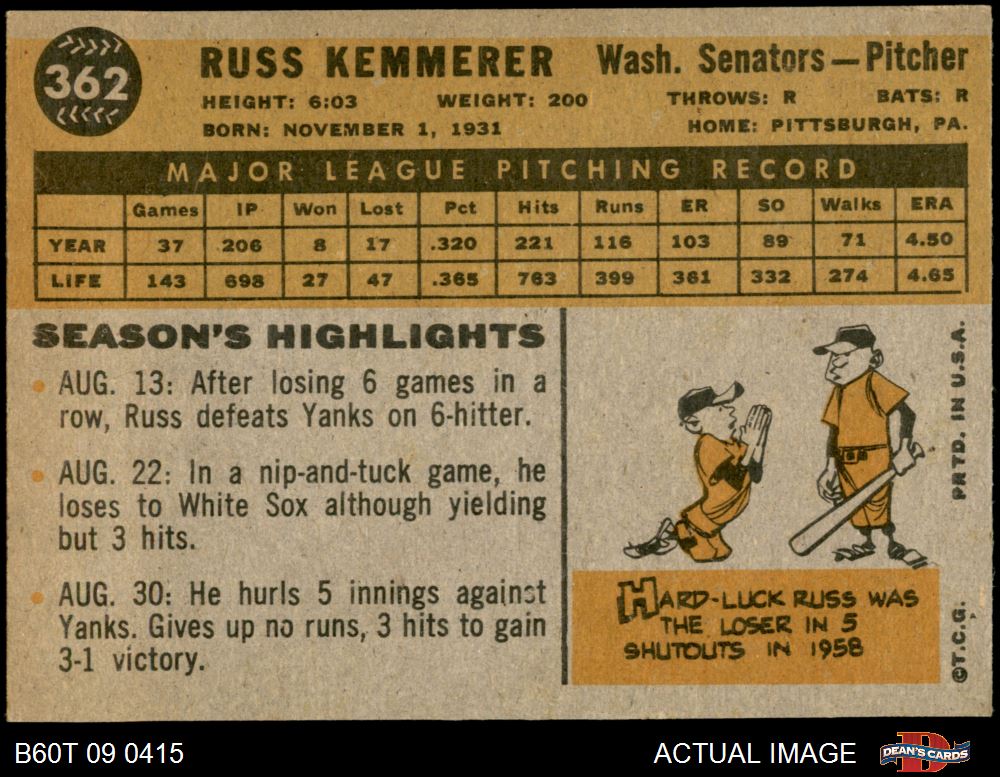 362
RUSS KEMMERER Wash. Senators—Pitcher
HEIGHT: 6:03 WEIGHT: 200 THROWS: R BATS: R
BORN: NOVEMBER 1, 1931 HOME: PITTSBURGH, PA.
MAJOR LEAGUE PITCHING RECORD
Games IP Won Lost Pct Hits Runs ER SO Walks ERA
YEAR 37 206 8 17 .320 221 116 103 89 71 4.50
LIFE 143 698 27 47 .365 763 399 361 332 274 4.65
SEASON'S HIGHLIGHTS
AUG. 13: After losing 6 games in a
row, Russ defeats Yanks on 6-hitter.
AUG. 22: In a nip-and-tuck game, he
loses to White Sox although yielding
but 3 hits.
AUG. 30: He hurls 5 innings against
Yanks. Gives up no runs, 3 hits to gain
3-1 victory.
HARD-LUCK RUSS WAS
THE LOSER IN 5
SHUTOUTS IN 1958
©T.C.G. PRTD. IN U.S.A.
B60T 09 0415 ACTUAL IMAGE
DEAN'S CARDS